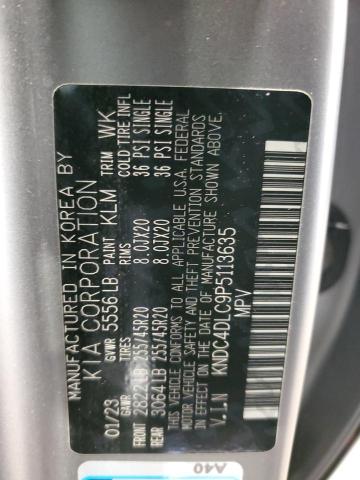 MANUFACTURED IN KOREA BY
KIA CORPORATION
01/23 GVWR 5556 LB PAINT KLM TRIM WK
GAWR TIRES RIMS COLD TIRE INFL
FRONT 2822LB 255/45R20 8.0JX20 36 PSI SINGLE
REAR 3064LB 255/45R20 8.0JX20 36 PSI SINGLE
THIS VEHICLE CONFORMS TO ALL APPLICABLE U.S.A. FEDERAL
MOTOR VEHICLE SAFETY AND THEFT PREVENTION STANDARDS
IN EFFECT ON THE DATE OF MANUFACTURE SHOWN ABOVE.
V.I.N KNDC4DLC9P5113635
MPV
A40